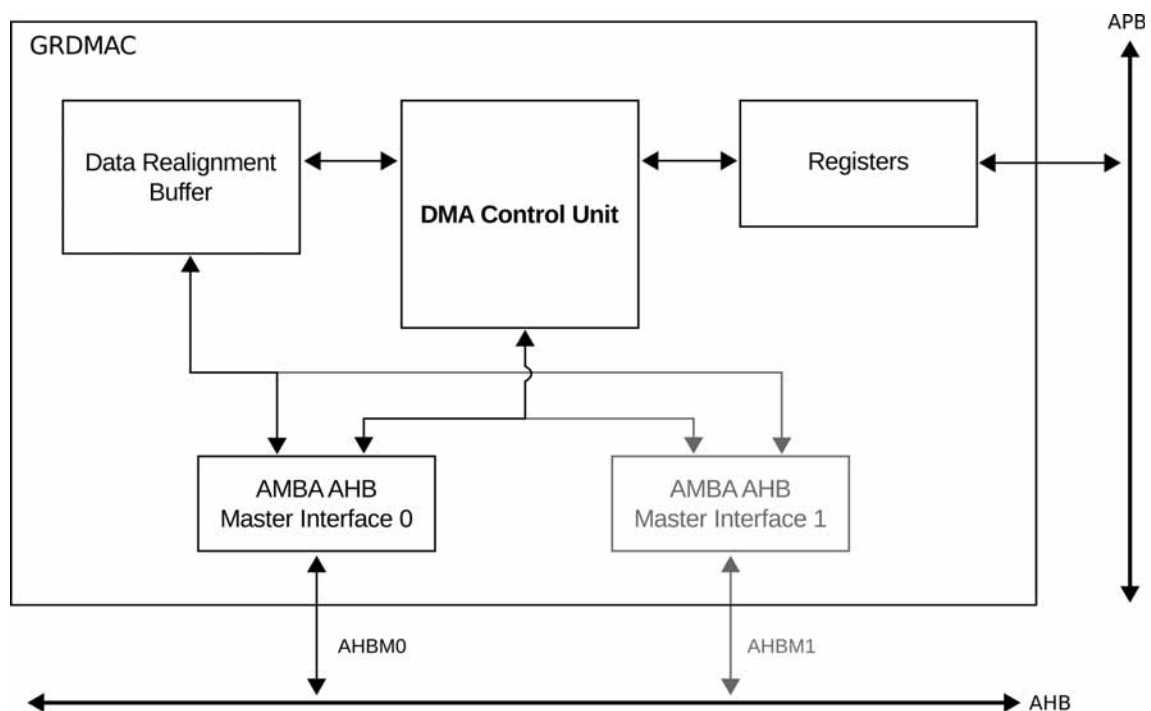 APB
GRDMAC
Data Realignment
Buffer
DMA Control Unit
Registers
AMBA AHB
Master Interface 0
AMBA AHB
Master Interface 1
AHBM0
AHBM1
AHB